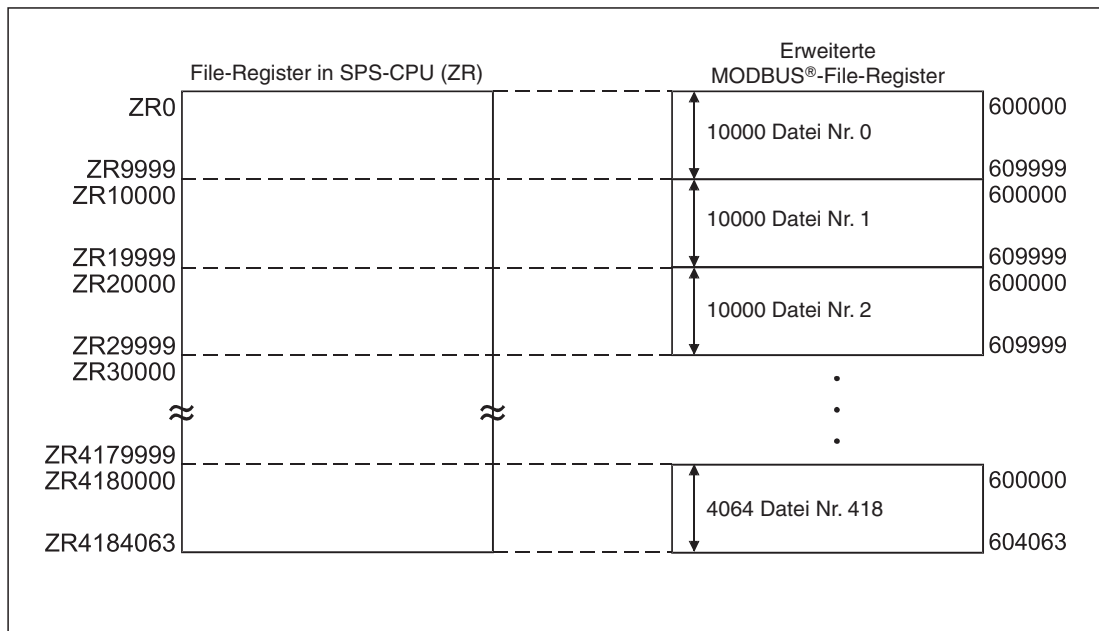 File-Register in SPS-CPU (ZR)
Erweiterte
MODBUS®-File-Register
ZR0
600000
10000 Datei Nr. 0
ZR9999
609999
ZR10000
600000
10000 Datei Nr. 1
ZR19999
609999
ZR20000
600000
10000 Datei Nr. 2
ZR29999
609999
ZR30000
ZR4179999
ZR4180000
600000
4064 Datei Nr. 418
ZR4184063
604063